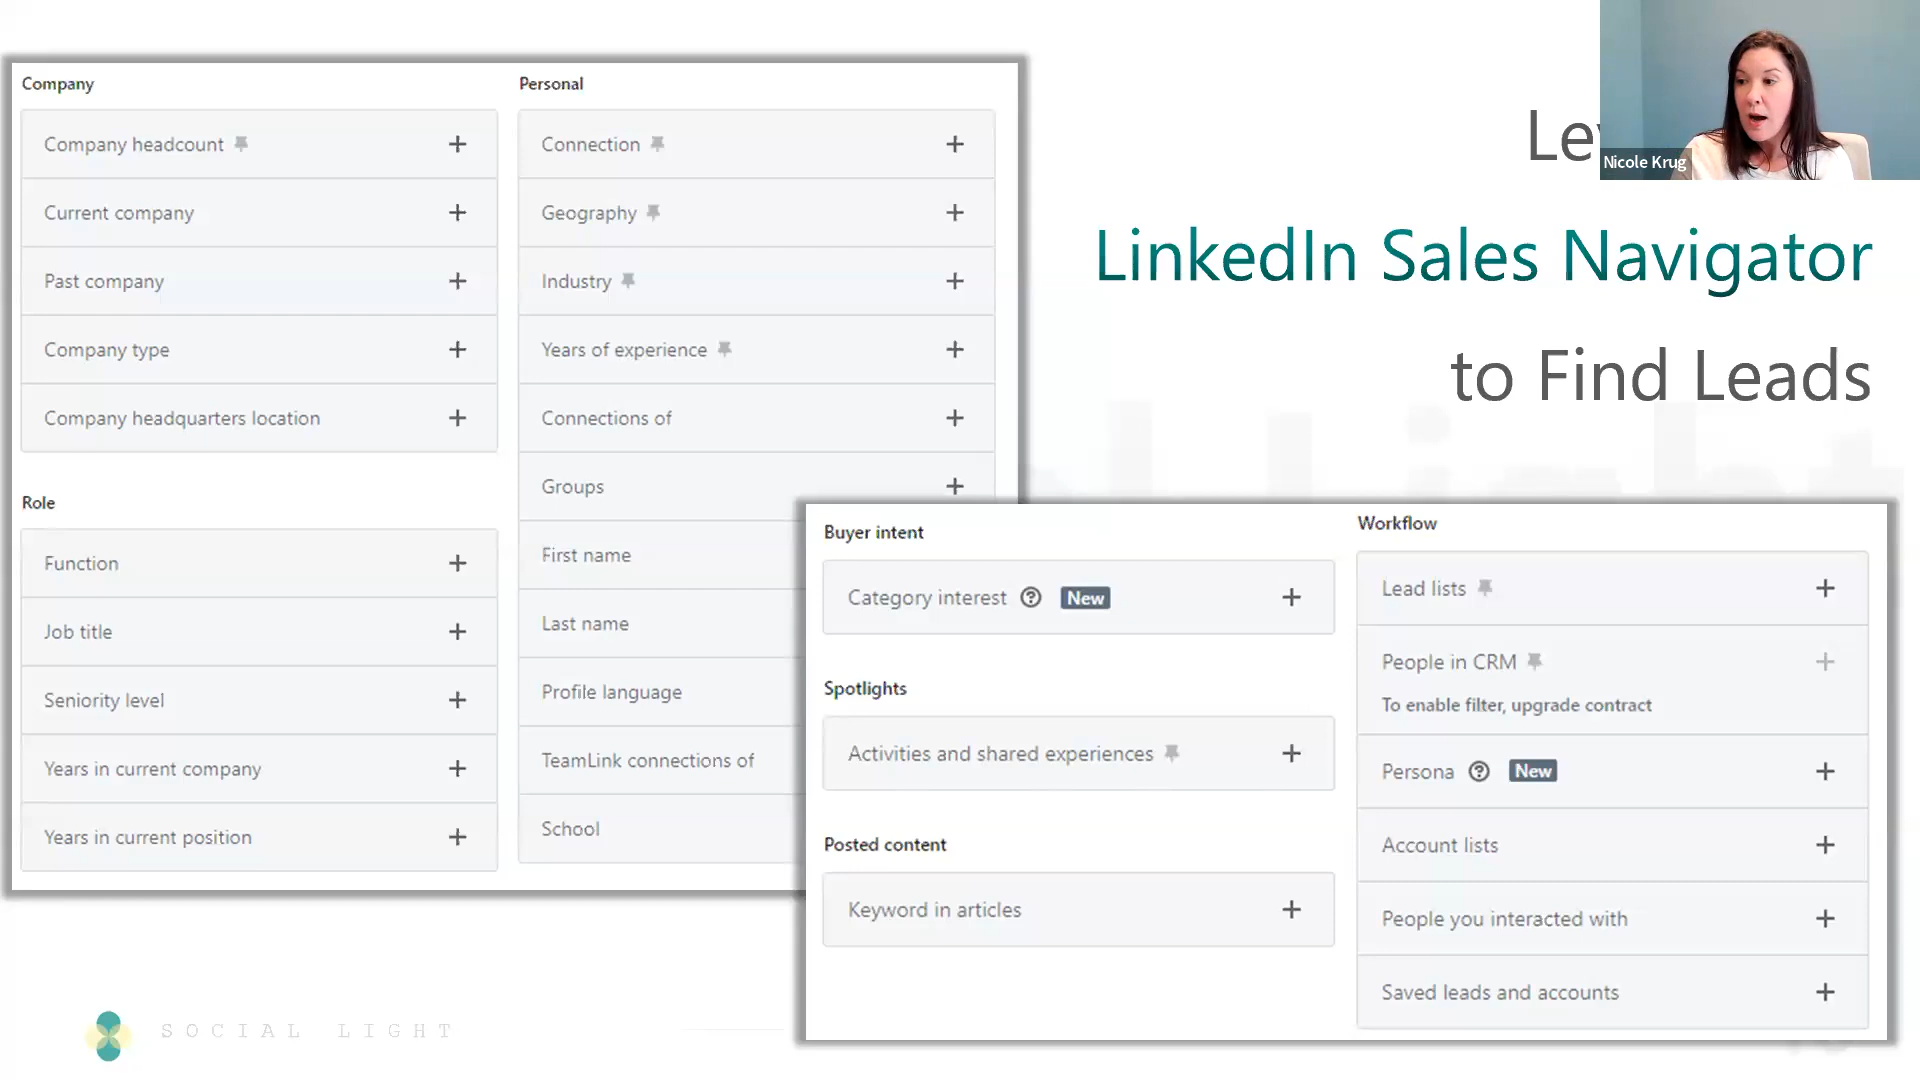 Company
Company headcount
Current company
Past company
Company type
Company headquarters location
Role
Function
Job title
Seniority level
Years in current company
Years in current position
Personal
Connection
Geography
Industry
Years of experience
Connections of
Groups
First name
Last name
Profile language
TeamLink connections of
School
Buyer intent
Category interest New
Spotlights
Activities and shared experiences
Posted content
Keyword in articles
Workflow
Lead lists
People in CRM
To enable filter, upgrade contract
Persona New
Account lists
People you interacted with
Saved leads and accounts
LinkedIn Sales Navigator
to Find Leads
Nicole Krug
SOCIAL LIGHT